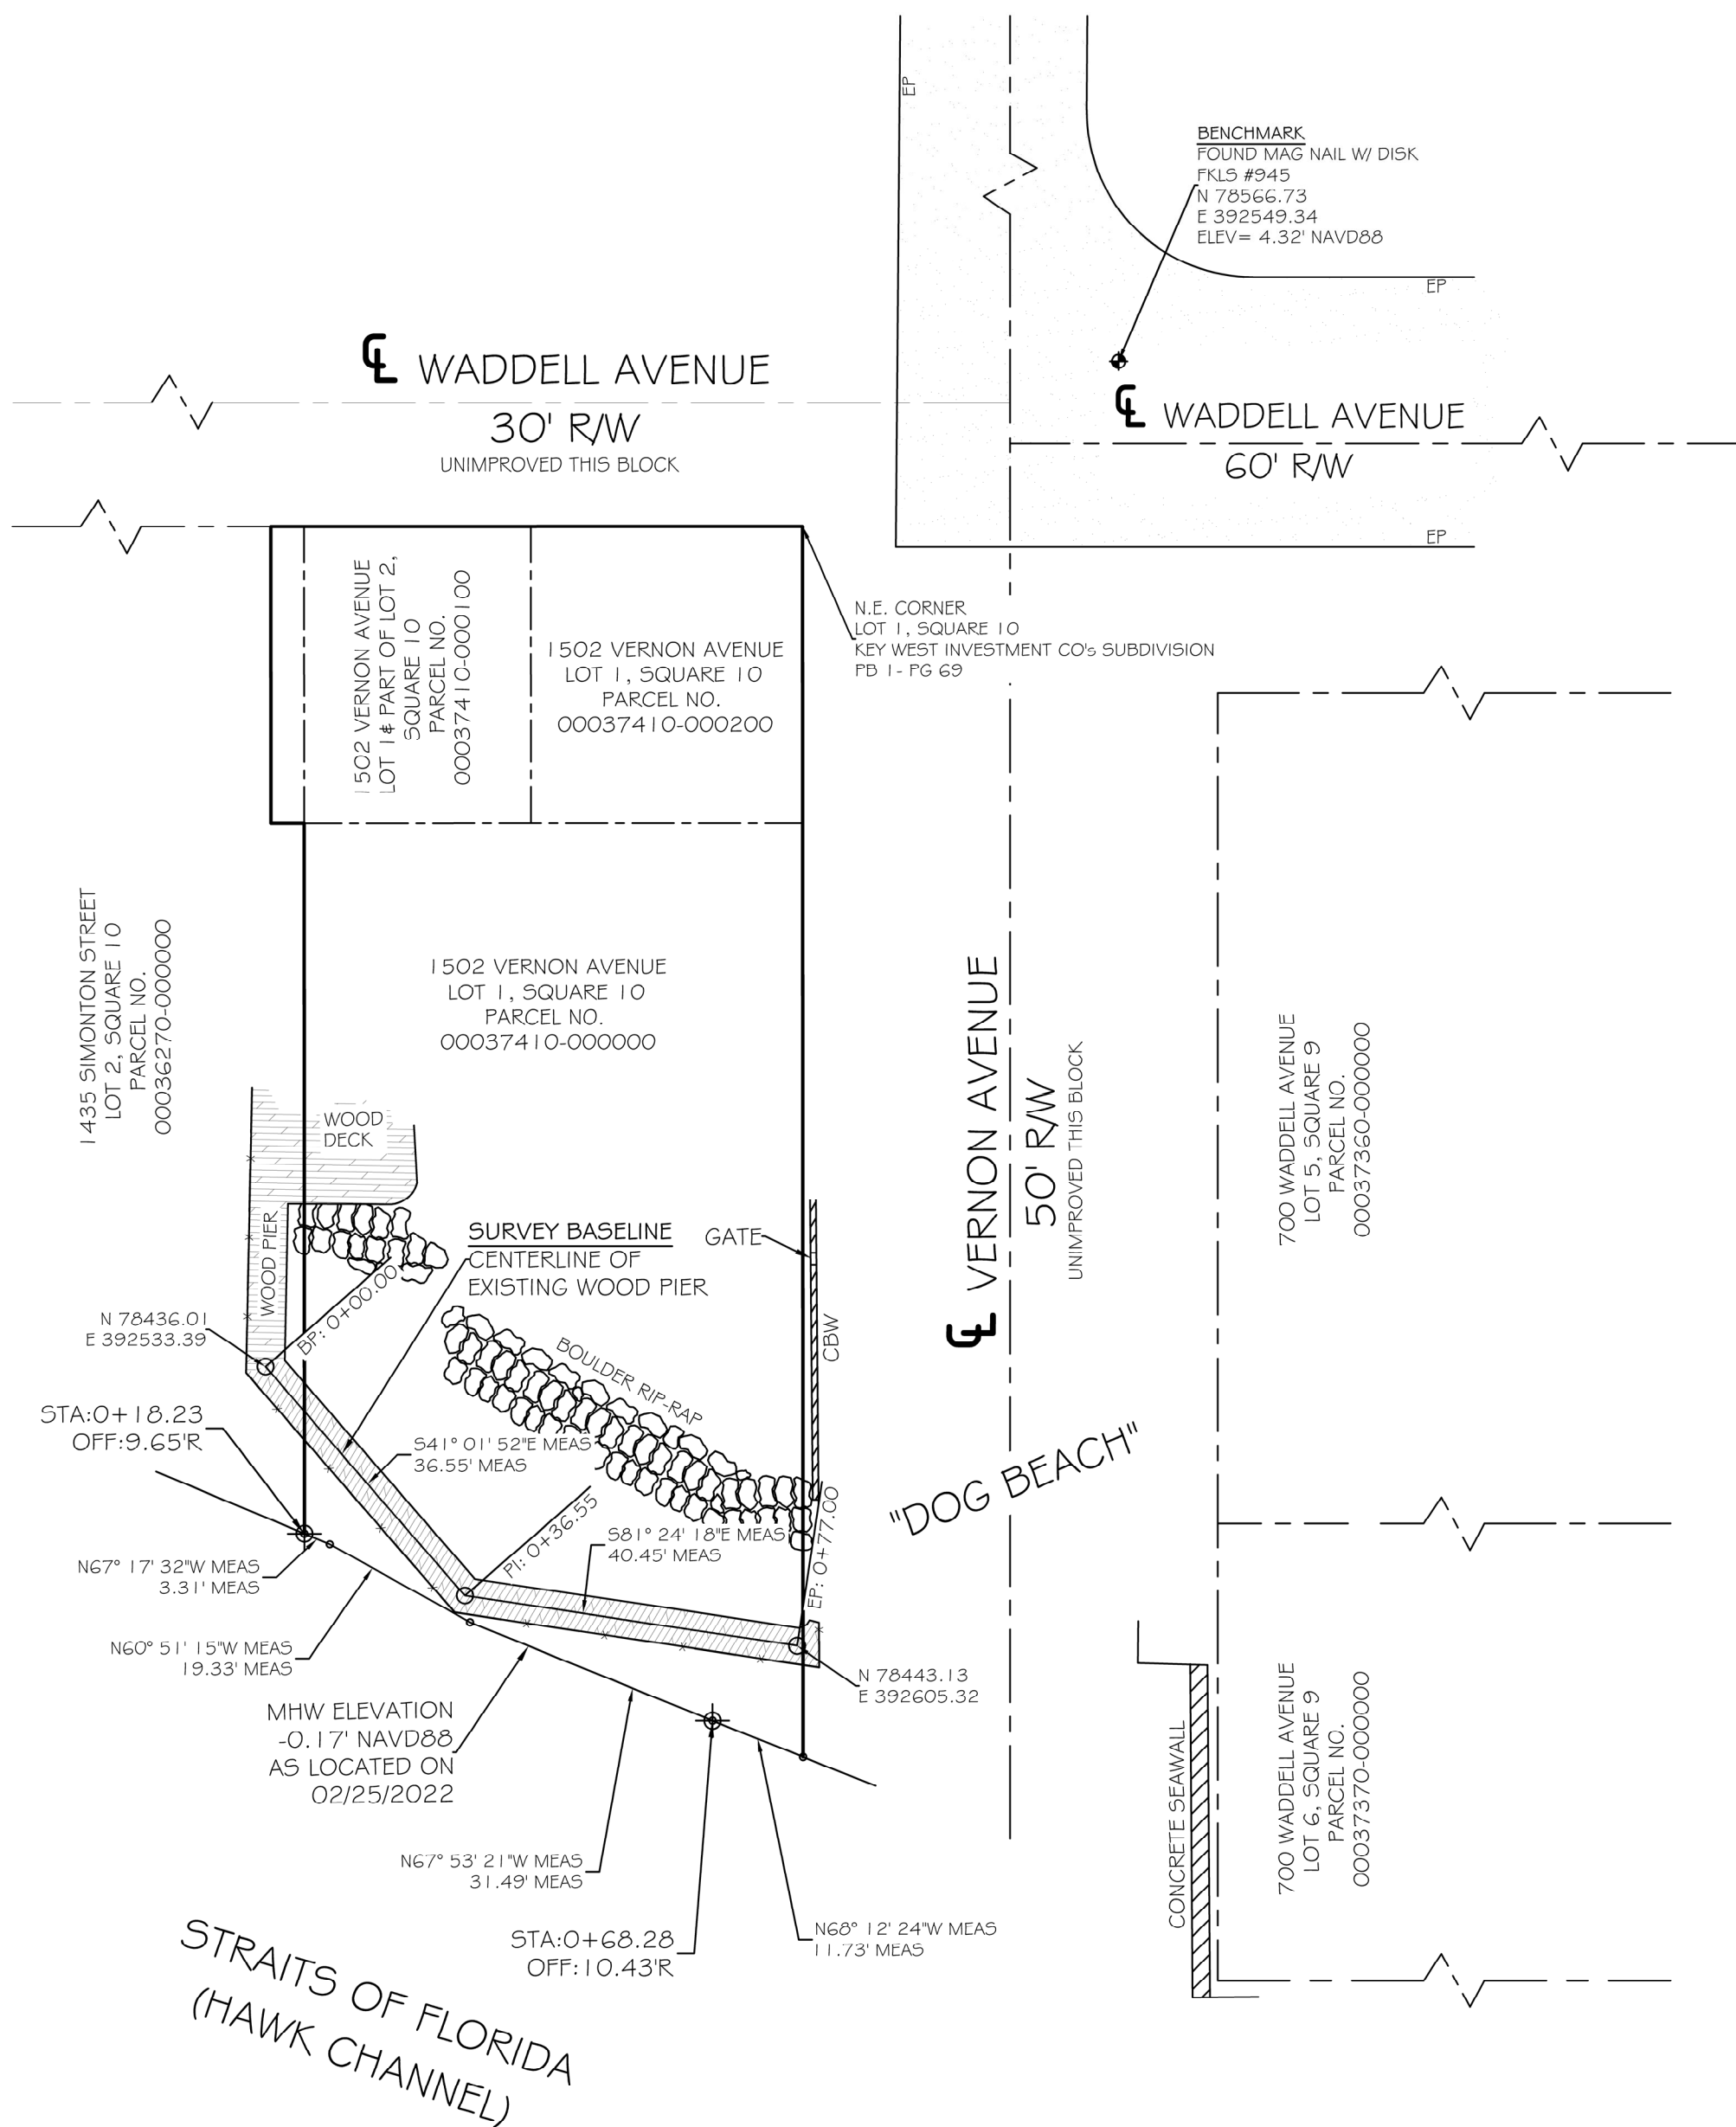 EP
BENCHMARK
FOUND MAG NAIL W/ DISK
FKLS #945
N 78566.73
E 392549.34
ELEV= 4.32' NAVD88
EP
℄ WADDELL AVENUE
30' R/W
UNIMPROVED THIS BLOCK
℄ WADDELL AVENUE
60' R/W
EP
N.E. CORNER
LOT 1, SQUARE 10
KEY WEST INVESTMENT CO's SUBDIVISION
PB 1- PG 69
1502 VERNON AVENUE
LOT 1& PART OF LOT 2,
SQUARE 10
PARCEL NO.
00037410-000100
1502 VERNON AVENUE
LOT 1, SQUARE 10
PARCEL NO.
00037410-000200
1435 SIMONTON STREET
LOT 2, SQUARE 10
PARCEL NO.
00036270-000000
1502 VERNON AVENUE
LOT 1, SQUARE 10
PARCEL NO.
00037410-000000
℄ VERNON AVENUE
50' R/W
UNIMPROVED THIS BLOCK
700 WADDELL AVENUE
LOT 5, SQUARE 9
PARCEL NO.
00037360-000000
WOOD
DECK
WOOD PIER
SURVEY BASELINE
CENTERLINE OF
EXISTING WOOD PIER
GATE
CBW
N 78436.01
E 392533.39
BP: 0+00.00
BOULDER RIP-RAP
STA:0+18.23
OFF:9.65'R
S41° 01' 52"E MEAS
36.55' MEAS
"DOG BEACH"
PI: 0+36.55
S81° 24' 18"E MEAS
40.45' MEAS
EP: 0+77.00
N67° 17' 32"W MEAS
3.31' MEAS
N60° 51' 15"W MEAS
19.33' MEAS
N 78443.13
E 392605.32
MHW ELEVATION
-0.17' NAVD88
AS LOCATED ON
02/25/2022
CONCRETE SEAWALL
700 WADDELL AVENUE
LOT 6, SQUARE 9
PARCEL NO.
00037370-000000
N67° 53' 21"W MEAS
31.49' MEAS
STA:0+68.28
OFF:10.43'R
N68° 12' 24"W MEAS
11.73' MEAS
STRAITS OF FLORIDA
(HAWK CHANNEL)